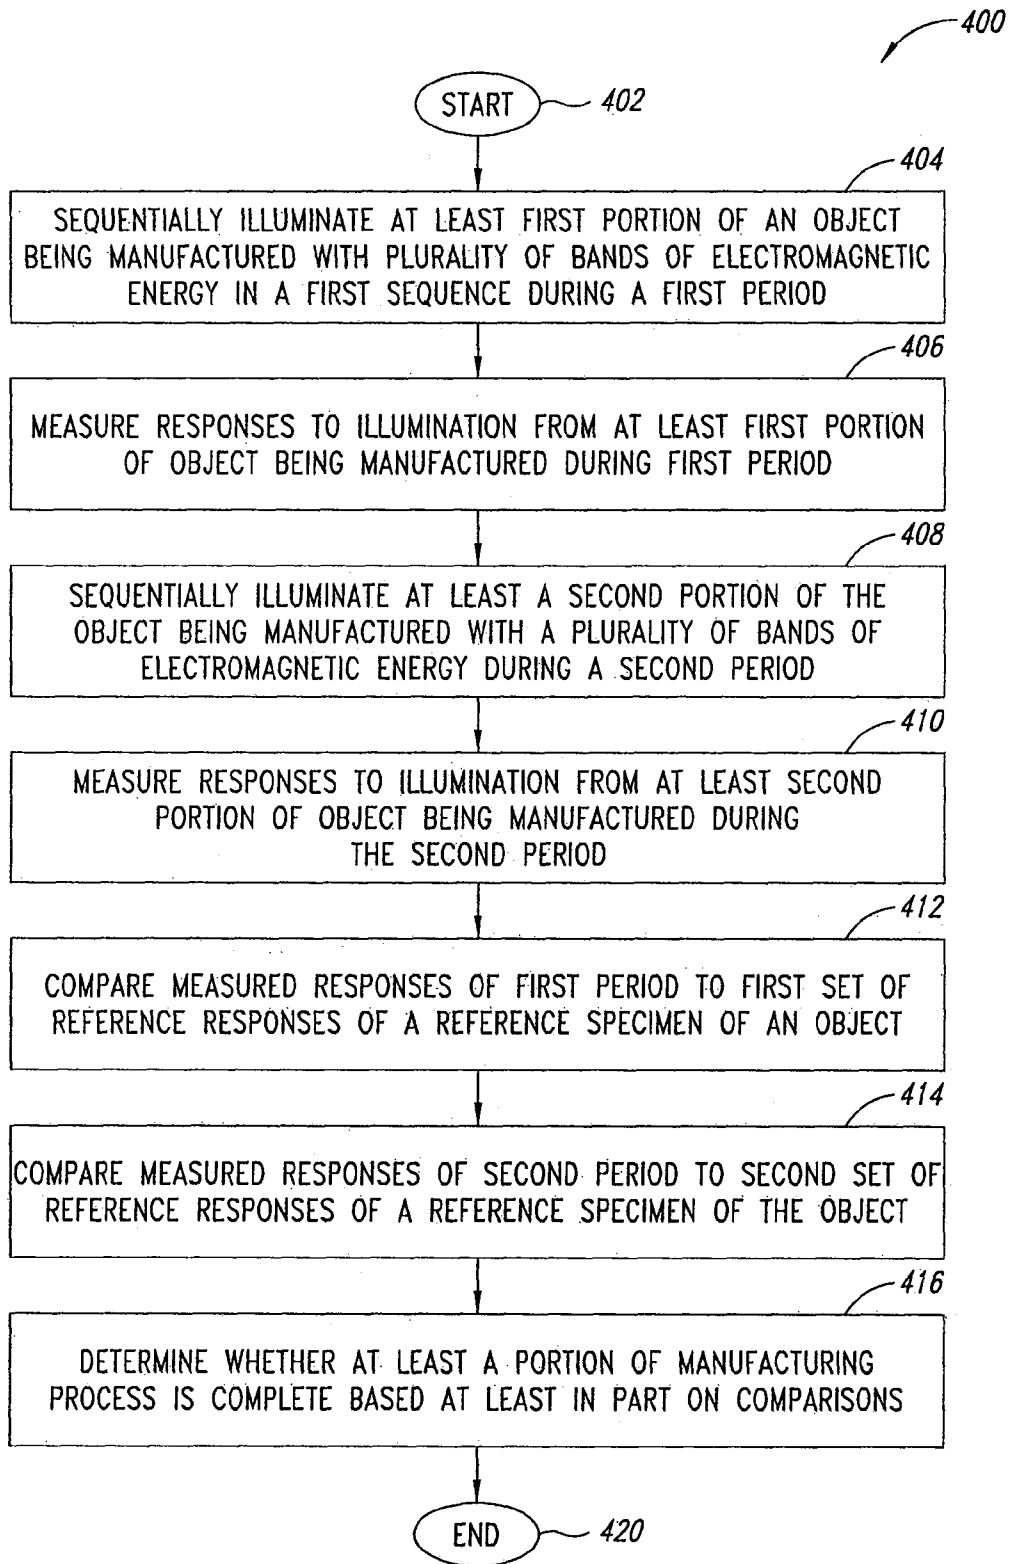 400
START
402
404
SEQUENTIALLY ILLUMINATE AT LEAST FIRST PORTION OF AN OBJECT
BEING MANUFACTURED WITH PLURALITY OF BANDS OF ELECTROMAGNETIC
ENERGY IN A FIRST SEQUENCE DURING A FIRST PERIOD
406
MEASURE RESPONSES TO ILLUMINATION FROM AT LEAST FIRST PORTION
OF OBJECT BEING MANUFACTURED DURING FIRST PERIOD
408
SEQUENTIALLY ILLUMINATE AT LEAST A SECOND PORTION OF THE
OBJECT BEING MANUFACTURED WITH A PLURALITY OF BANDS OF
ELECTROMAGNETIC ENERGY DURING A SECOND PERIOD
410
MEASURE RESPONSES TO ILLUMINATION FROM AT LEAST SECOND
PORTION OF OBJECT BEING MANUFACTURED DURING
THE SECOND PERIOD
412
COMPARE MEASURED RESPONSES OF FIRST PERIOD TO FIRST SET OF
REFERENCE RESPONSES OF A REFERENCE SPECIMEN OF AN OBJECT
414
COMPARE MEASURED RESPONSES OF SECOND PERIOD TO SECOND SET OF
REFERENCE RESPONSES OF A REFERENCE SPECIMEN OF THE OBJECT
416
DETERMINE WHETHER AT LEAST A PORTION OF MANUFACTURING
PROCESS IS COMPLETE BASED AT LEAST IN PART ON COMPARISONS
END
420